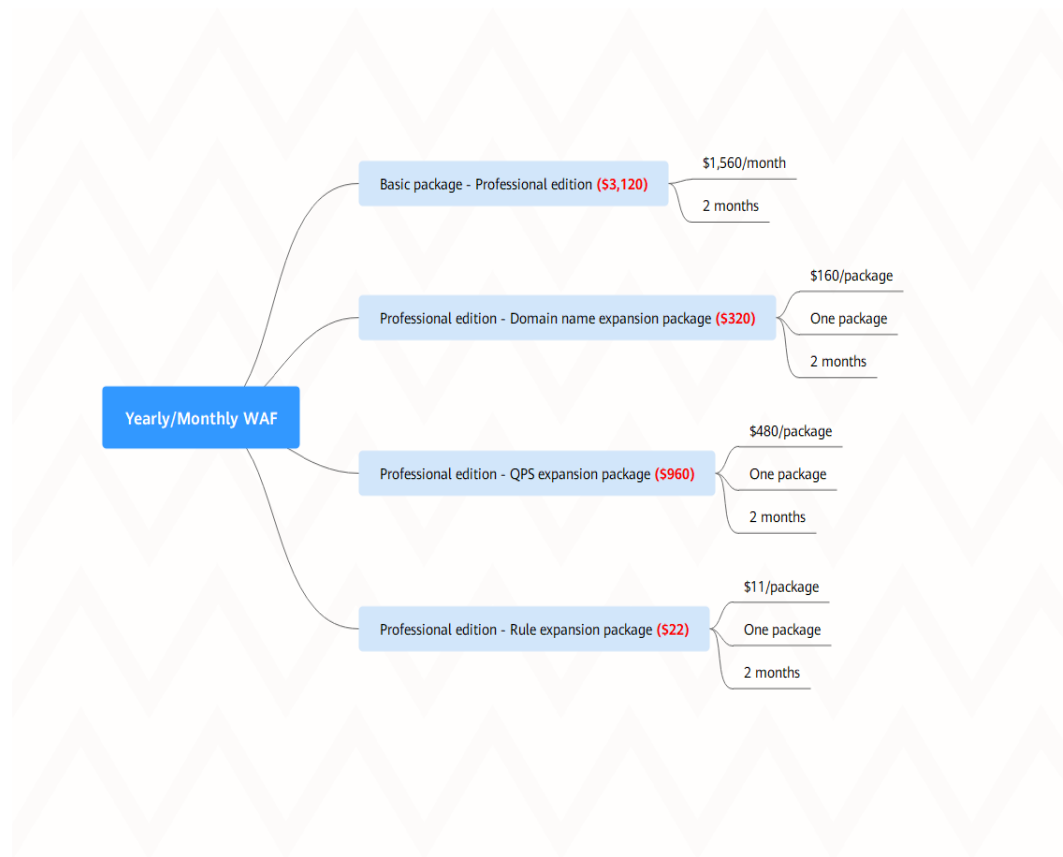 Yearly/Monthly WAF
Basic package - Professional edition ($3,120)
$1,560/month
2 months
Professional edition - Domain name expansion package ($320)
$160/package
One package
2 months
Professional edition - QPS expansion package ($960)
$480/package
One package
2 months
Professional edition - Rule expansion package ($22)
$11/package
One package
2 months